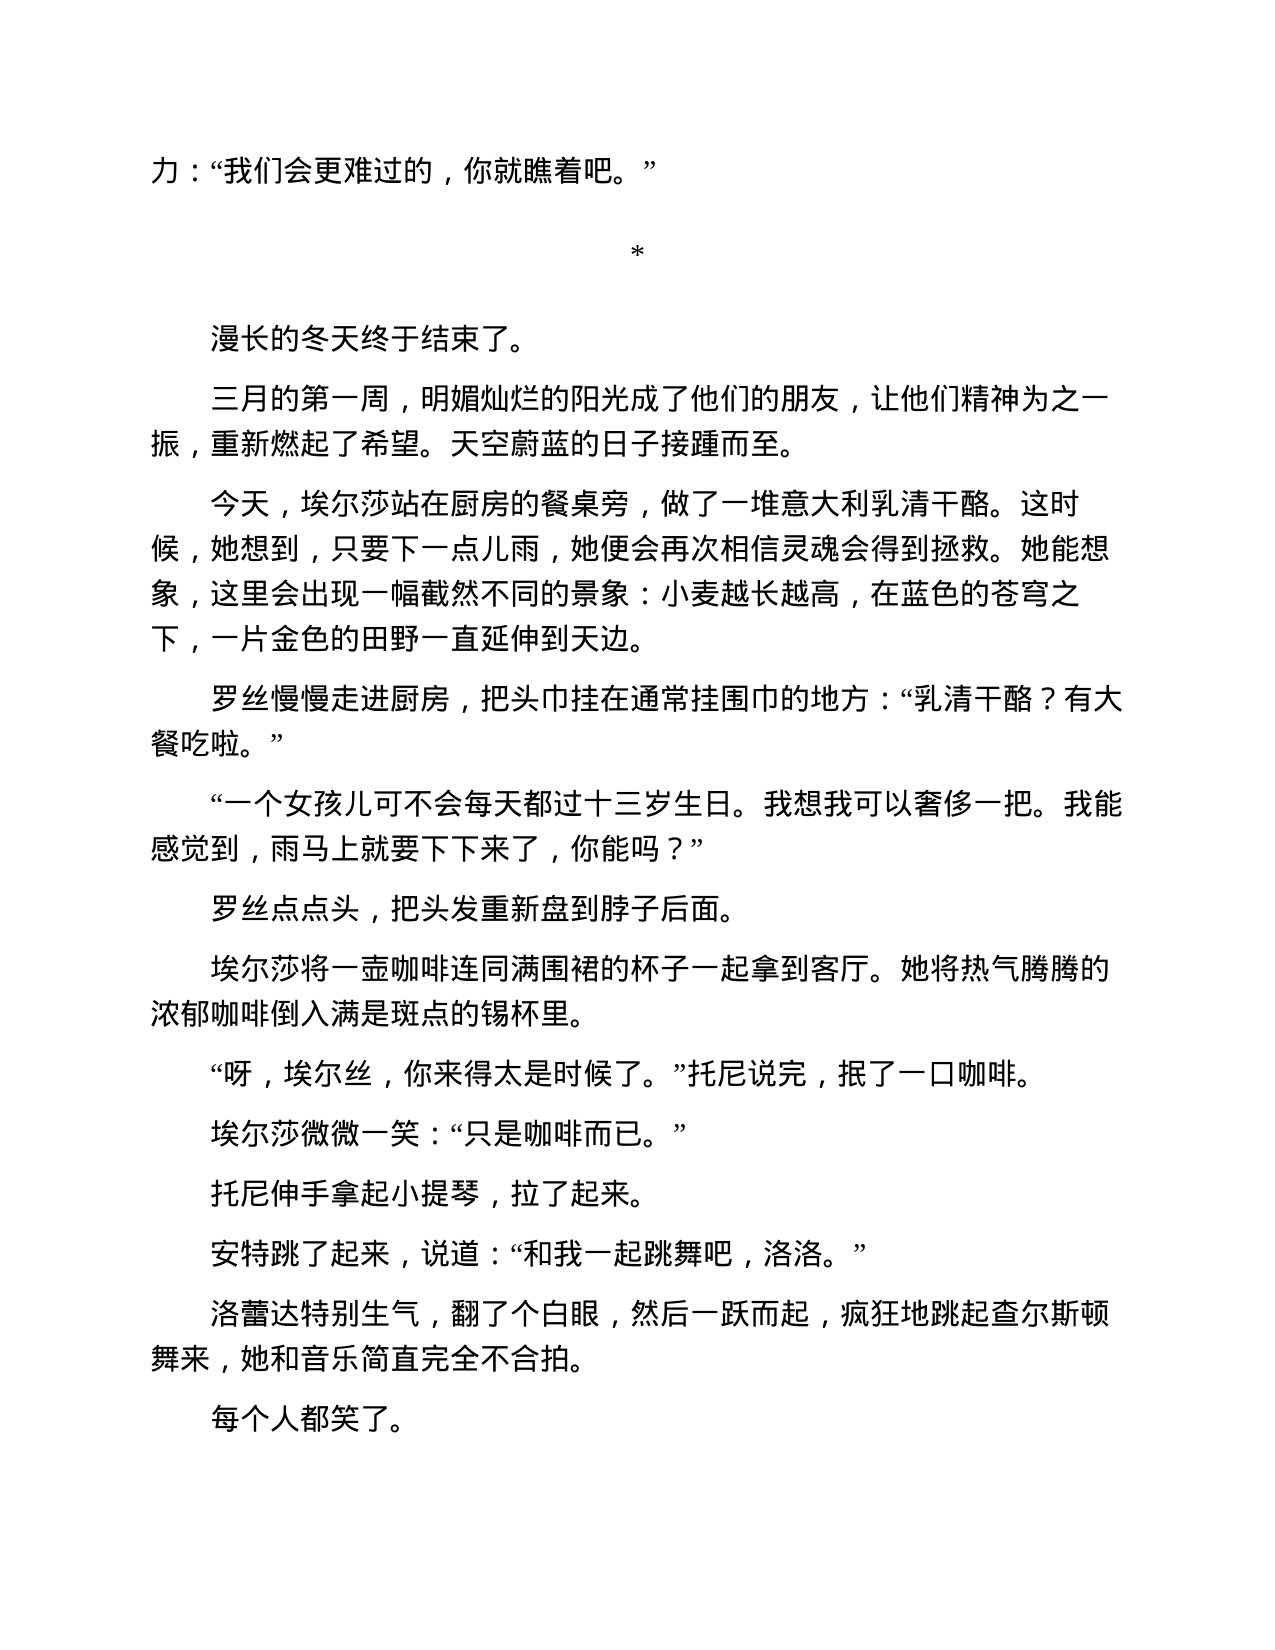 力：“我们会更难过的，你就瞧着吧。”
*
漫长的冬天终于结束了。
三月的第一周，明媚灿烂的阳光成了他们的朋友，让他们精神为之一
振，重新燃起了希望。天空蔚蓝的日子接踵而至。
今天，埃尔莎站在厨房的餐桌旁，做了一堆意大利乳清干酪。这时
候，她想到，只要下一点儿雨，她便会再次相信灵魂会得到拯救。她能想
象，这里会出现一幅截然不同的景象：小麦越长越高，在蓝色的苍穹之
下，一片金色的田野一直延伸到天边。
罗丝慢慢走进厨房，把头巾挂在通常挂围巾的地方：“乳清干酪？有大
餐吃啦。”
“一个女孩儿可不会每天都过十三岁生日。我想我可以奢侈一把。我能
感觉到，雨马上就要下下来了，你能吗？”
罗丝点点头，把头发重新盘到脖子后面。
埃尔莎将一壶咖啡连同满围裙的杯子一起拿到客厅。她将热气腾腾的
浓郁咖啡倒入满是斑点的锡杯里。
“呀，埃尔丝，你来得太是时候了。”托尼说完，抿了一口咖啡。
埃尔莎微微一笑：“只是咖啡而已。”
托尼伸手拿起小提琴，拉了起来。
安特跳了起来，说道：“和我一起跳舞吧，洛洛。”
洛蕾达特别生气，翻了个白眼，然后一跃而起，疯狂地跳起查尔斯顿
舞来，她和音乐简直完全不合拍。
每个人都笑了。